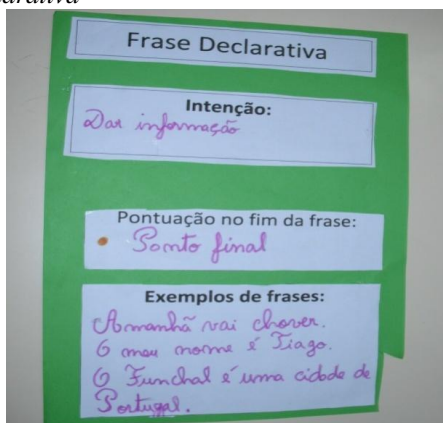 Frase Declarativa
Intenção:
Dar informação
Pontuação no fim da frase:
Ponto final
Exemplos de frases:
Amanhã vai chover.
O meu nome é Tiago.
O Funchal é uma cidade de
Portugal.